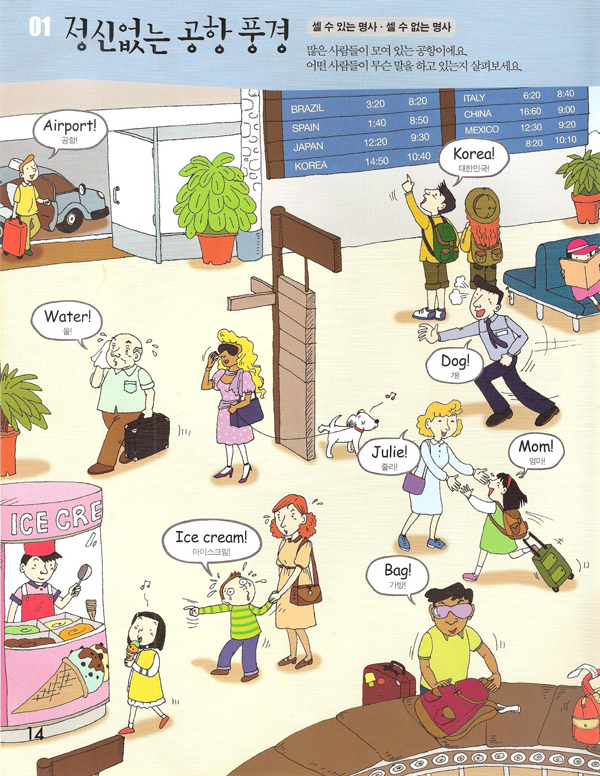 01 정신없는 공항 풍경
셀 수 있는 명사 · 셀 수 없는 명사
많은 사람들이 모여 있는 공항이에요.
어떤 사람들이 무슨 말을 하고 있는지 살펴보세요.
BRAZIL 3:20 8:20
SPAIN 1:40 8:50
JAPAN 12:20 9:30
KOREA 14:50 10:40
ITALY 6:20 8:40
CHINA 16:60 9:00
MEXICO 12:30 9:20
8:20 10:10
Airport!
공항!
Korea!
대한민국!
Water!
물!
Dog!
개!
Julie!
줄리!
Mom!
엄마!
ICE CRE
Ice cream!
아이스크림!
Bag!
가방!
14